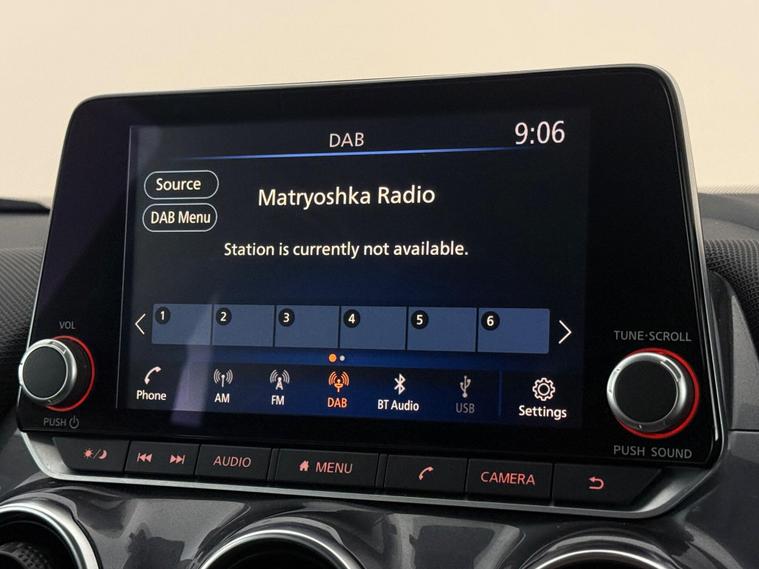 DAB
9:06
Source
Matryoshka Radio
DAB Menu
Station is currently not available.
1 2 3 4 5 6
VOL
TUNE·SCROLL
Phone AM FM DAB BT Audio USB Settings
PUSH
PUSH SOUND
AUDIO MENU CAMERA